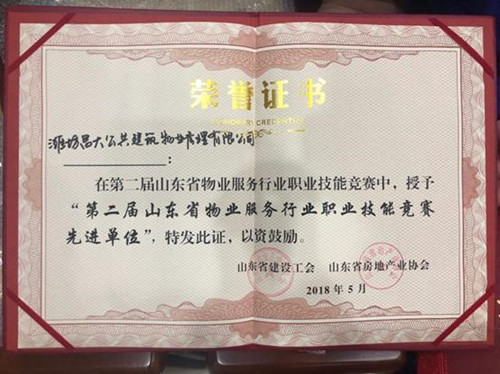 荣誉证书
HONORARY CREDENTIAL
潍坊昌大公共建筑物业管理有限公司
:
在第二届山东省物业服务行业职业技能竞赛中，授予
“第二届山东省物业服务行业职业技能竞赛
先进单位”，特发此证，以资鼓励。
山东省建设工会 山东省房地产业协会
2018年5月